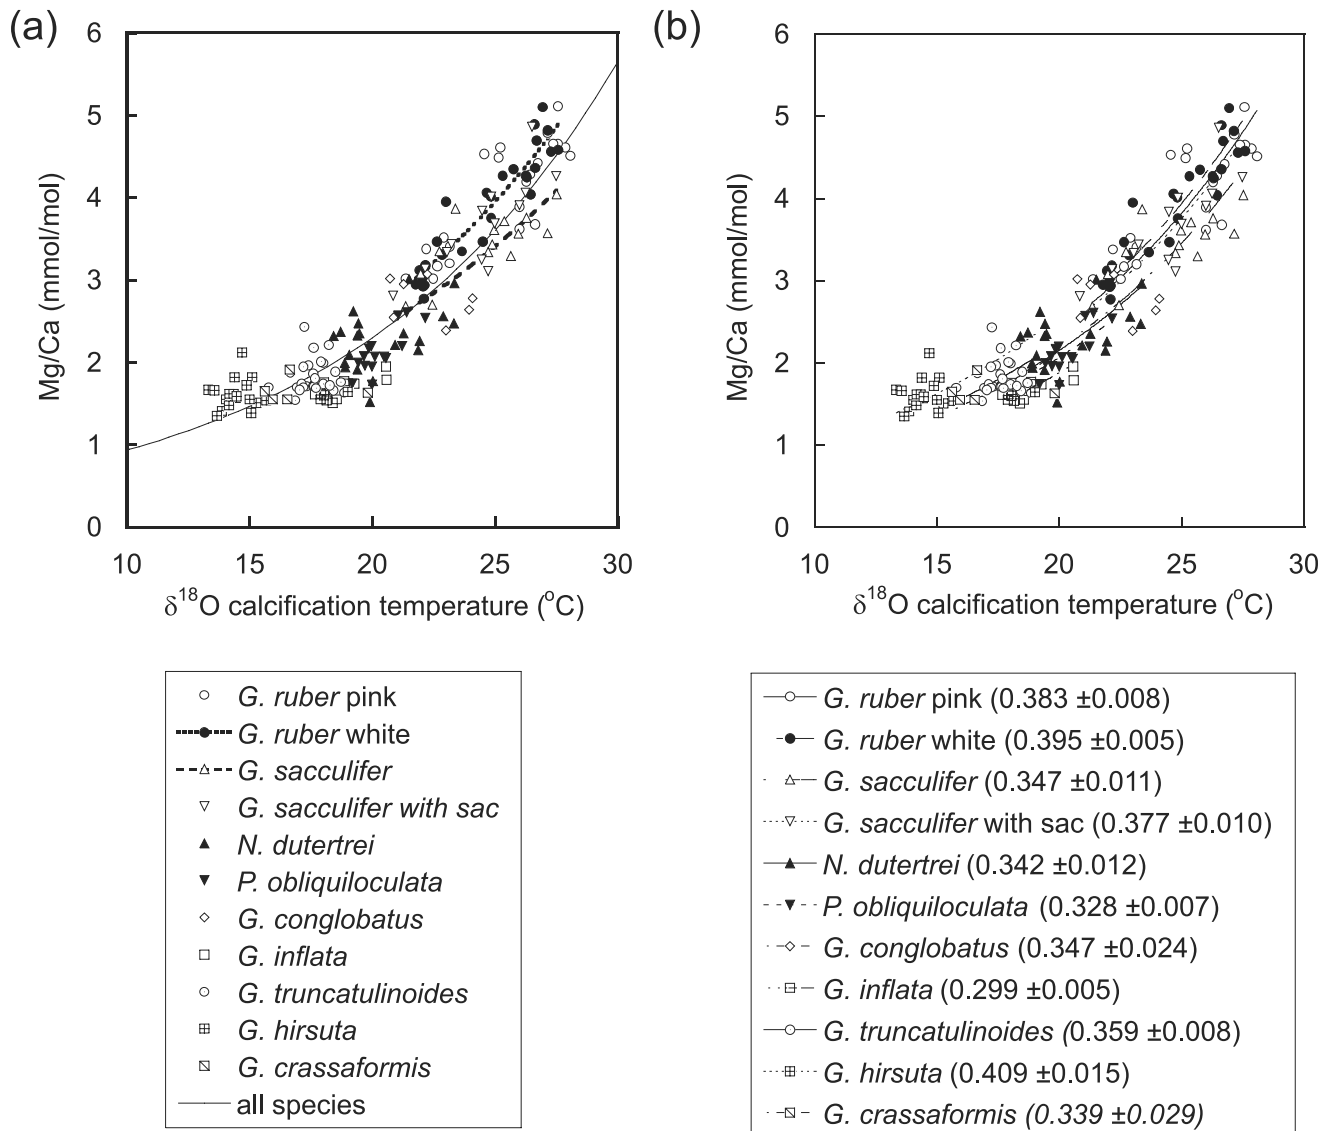 (a)
6
5
4
3
2
1
0
Mg/Ca (mmol/mol)
10 15 20 25 30
δ18O calcification temperature (oC)
G. ruber pink
G. ruber white
G. sacculifer
G. sacculifer with sac
N. dutertrei
P. obliquiloculata
G. conglobatus
G. inflata
G. truncatulinoides
G. hirsuta
G. crassaformis
all species
(b)
6
5
4
3
2
1
0
Mg/Ca (mmol/mol)
10 15 20 25 30
δ18O calcification temperature (oC)
G. ruber pink (0.383 ±0.008)
G. ruber white (0.395 ±0.005)
G. sacculifer (0.347 ±0.011)
G. sacculifer with sac (0.377 ±0.010)
N. dutertrei (0.342 ±0.012)
P. obliquiloculata (0.328 ±0.007)
G. conglobatus (0.347 ±0.024)
G. inflata (0.299 ±0.005)
G. truncatulinoides (0.359 ±0.008)
G. hirsuta (0.409 ±0.015)
G. crassaformis (0.339 ±0.029)